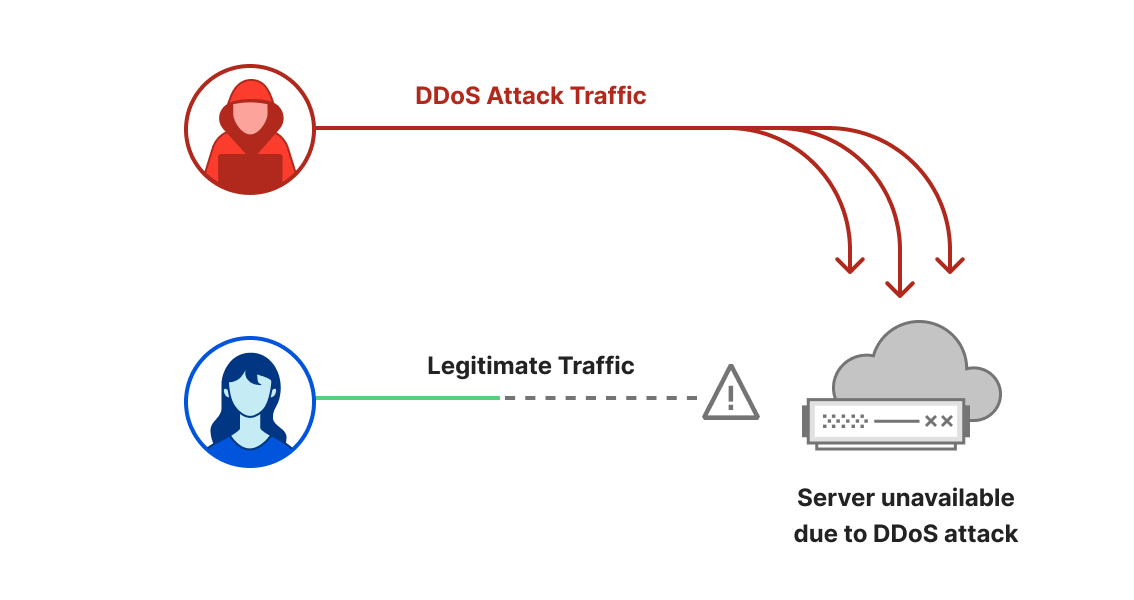 DDoS Attack Traffic
Legitimate Traffic
Server unavailable
due to DDoS attack